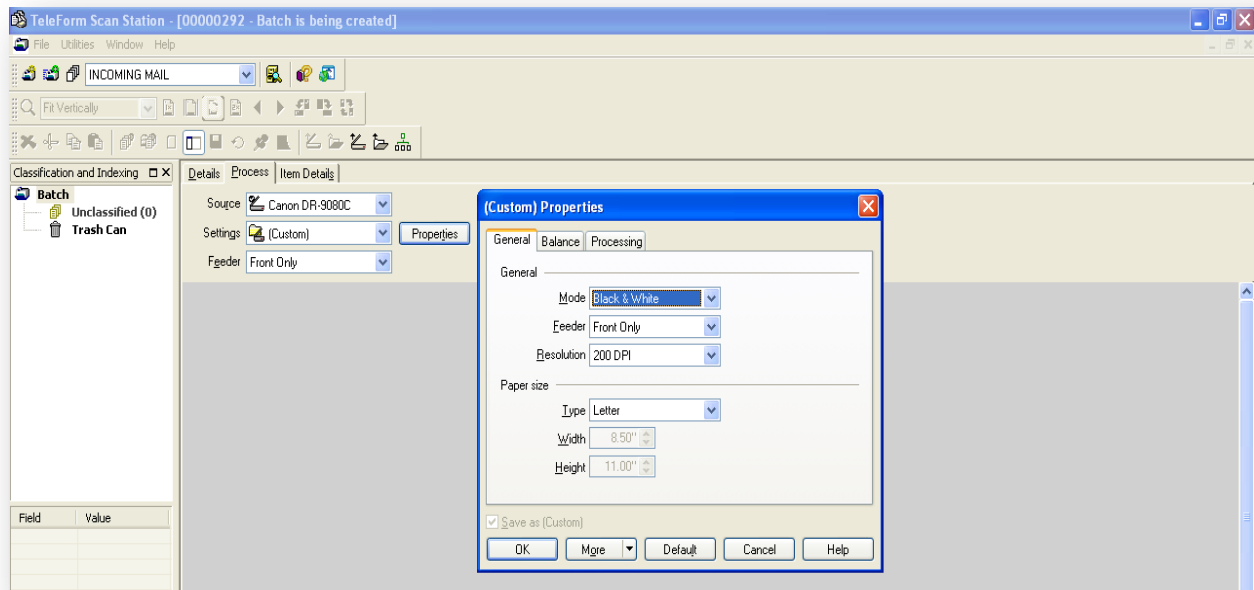 TeleForm Scan Station - [00000292 - Batch is being created]
File Utilities Window Help
INCOMING MAIL
Fit Vertically
Classification and Indexing
Batch
Unclassified (0)
Trash Can
Field Value
Details Process Item Details
Source Canon DR-9080C
Settings (Custom) Properties
Feeder Front Only
(Custom) Properties
General Balance Processing
General
Mode Black & White
Feeder Front Only
Resolution 200 DPI
Paper size
Type Letter
Width 8.50"
Height 11.00"
Save as (Custom)
OK More Default Cancel Help